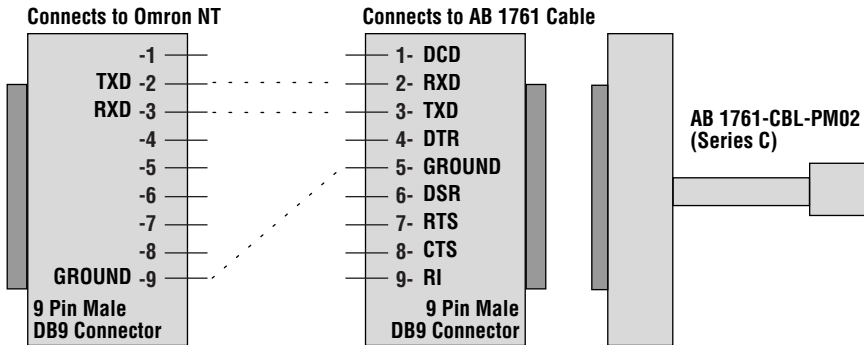 Connects to Omron NT
-1
TXD -2
RXD -3
-4
-5
-6
-7
-8
GROUND -9
9 Pin Male
DB9 Connector
Connects to AB 1761 Cable
1- DCD
2- RXD
3- TXD
4- DTR
5- GROUND
6- DSR
7- RTS
8- CTS
9- RI
9 Pin Male
DB9 Connector
AB 1761-CBL-PM02
(Series C)